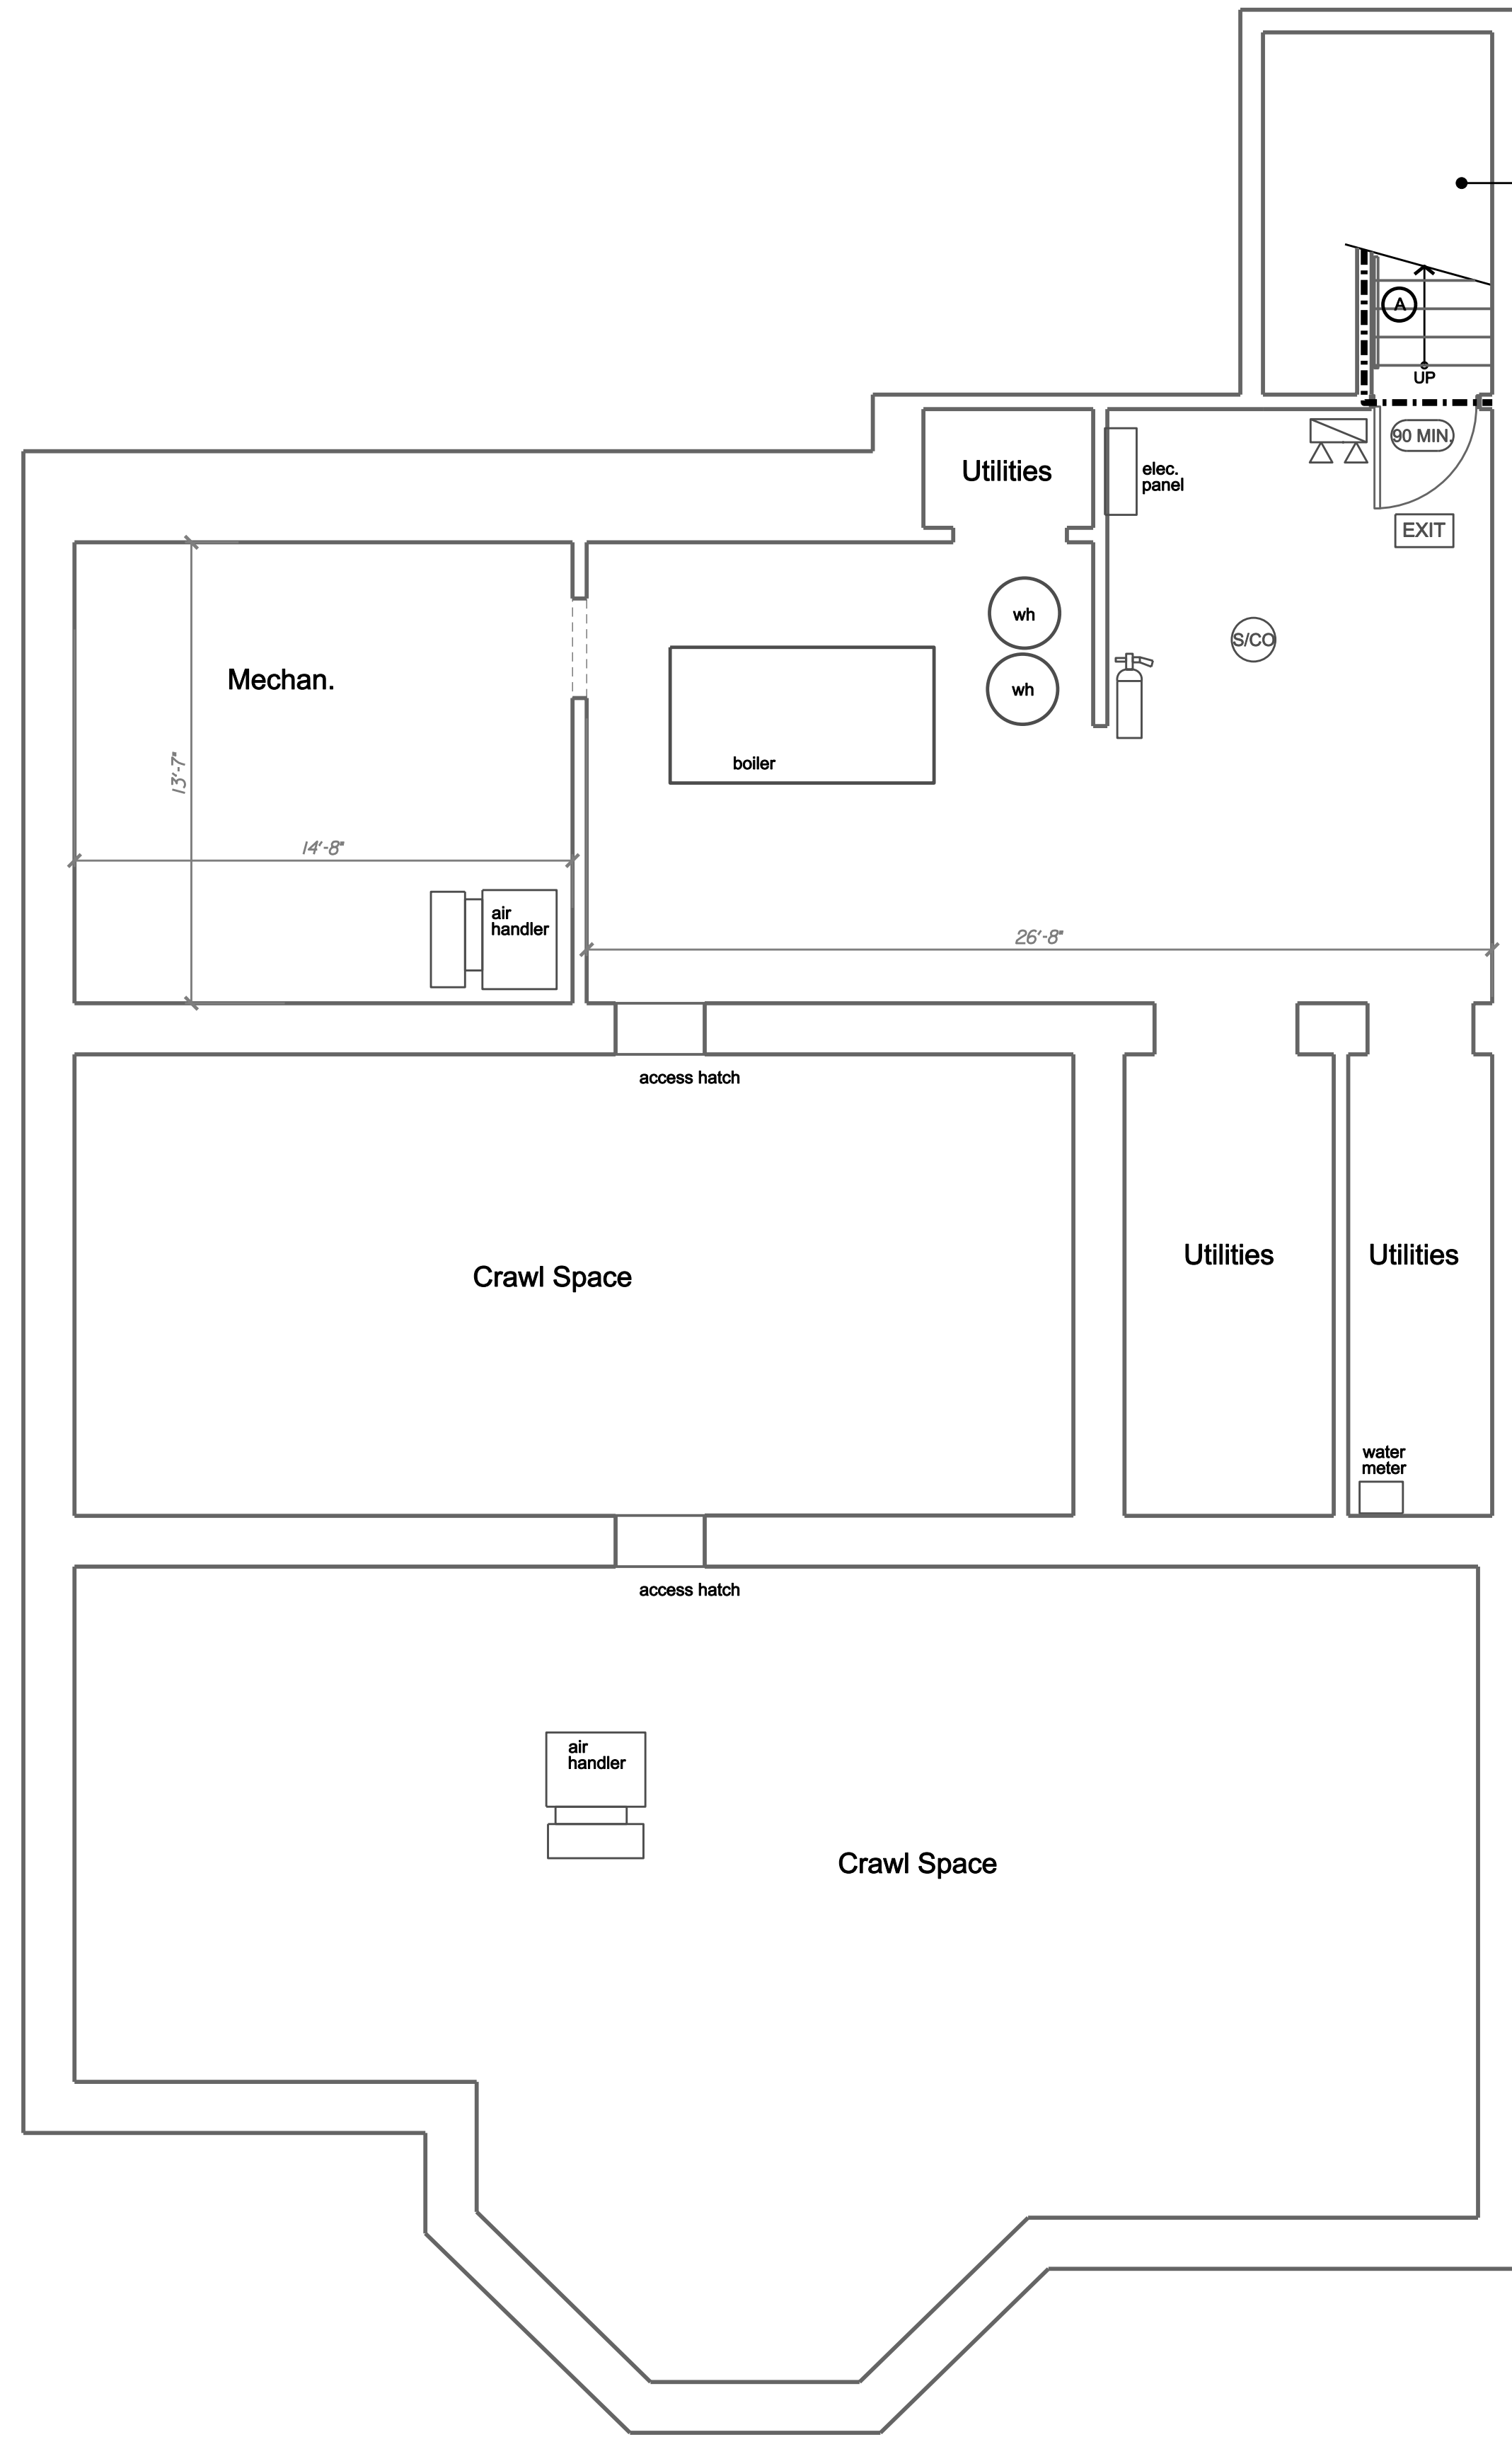 A
UP
90 MIN.
Utilities
elec.
panel
EXIT
wh
S/CO
Mechan.
wh
boiler
13'-7"
14'-8"
air
handler
26'-8"
access hatch
Crawl Space
Utilities
Utilities
water
meter
access hatch
air
handler
Crawl Space